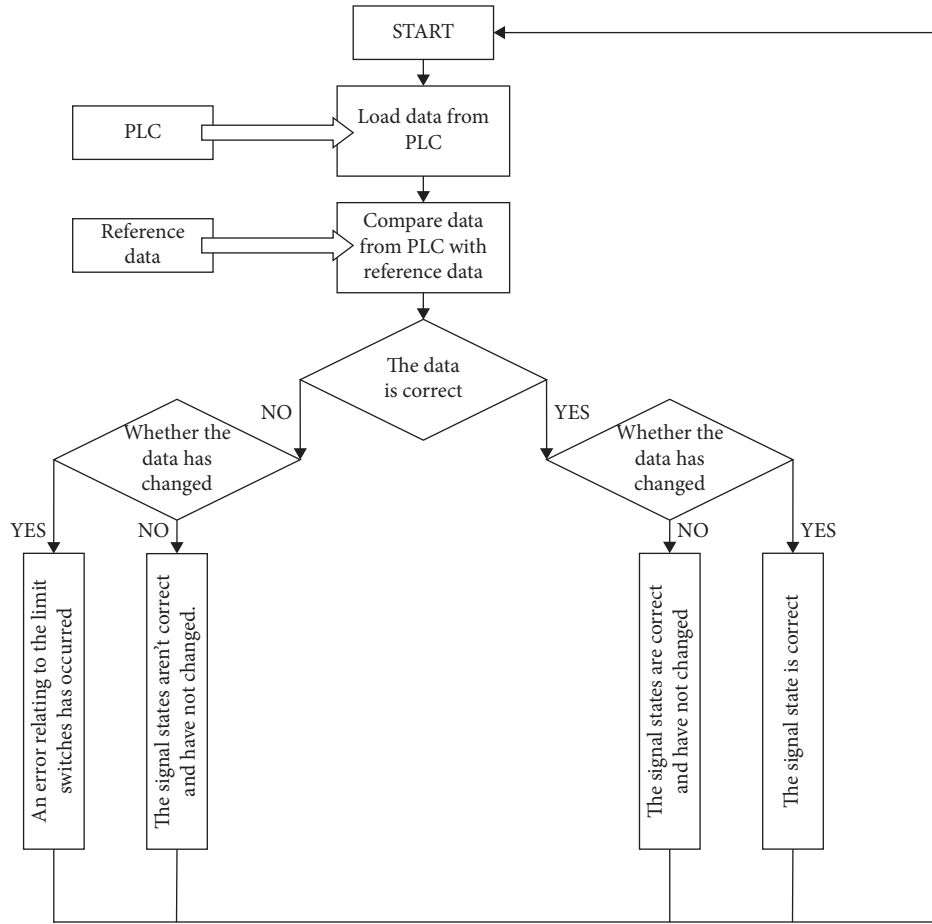 START
PLC
Load data from
PLC
Reference
data
Compare data
from PLC with
reference data
The data
is correct
NO
YES
Whether the
data has
changed
Whether the
data has
changed
YES
NO
NO
YES
An error relating to the limit
switches has occurred
The signal states aren't correct
and have not changed.
The signal states are correct
and have not changed
The signal state is correct